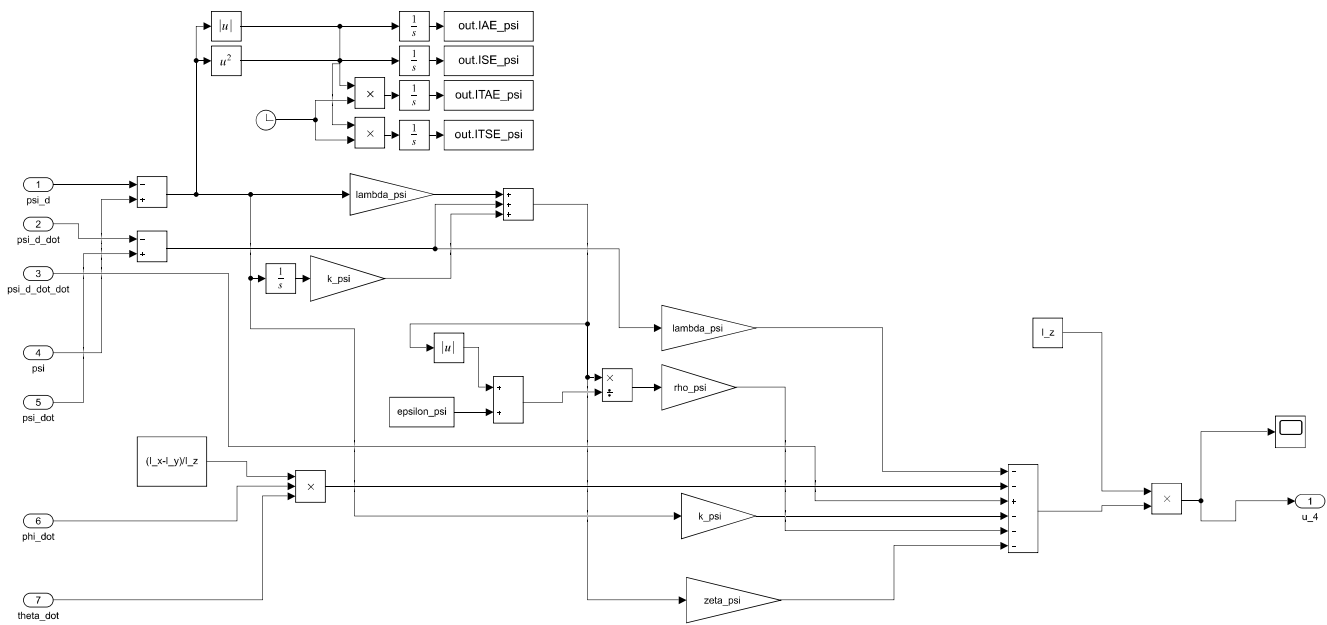 |u|
1/s
out.IAE_psi
u²
1/s
out.ISE_psi
×
1/s
out.ITAE_psi
×
1/s
out.ITSE_psi
1
psi_d
−
+
lambda_psi
+
+
+
2
psi_d_dot
−
+
3
psi_d_dot_dot
1/s
k_psi
4
psi
|u|
lambda_psi
I_z
5
psi_dot
epsilon_psi
+
+
×
÷
rho_psi
(I_x-I_y)/I_z
×
−
−
+
−
−
−
×
1
u_4
6
phi_dot
k_psi
7
theta_dot
zeta_psi